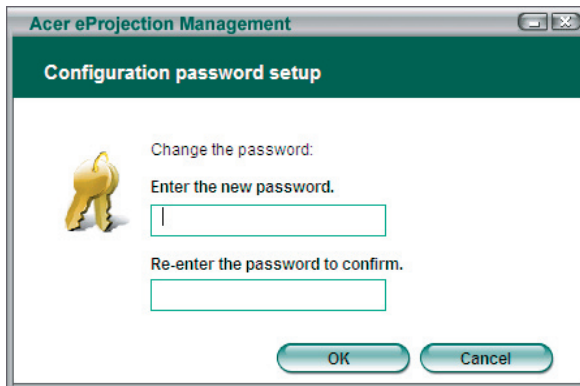 Acer eProjection Management
Configuration password setup
Change the password:
Enter the new password.
Re-enter the password to confirm.
OK
Cancel